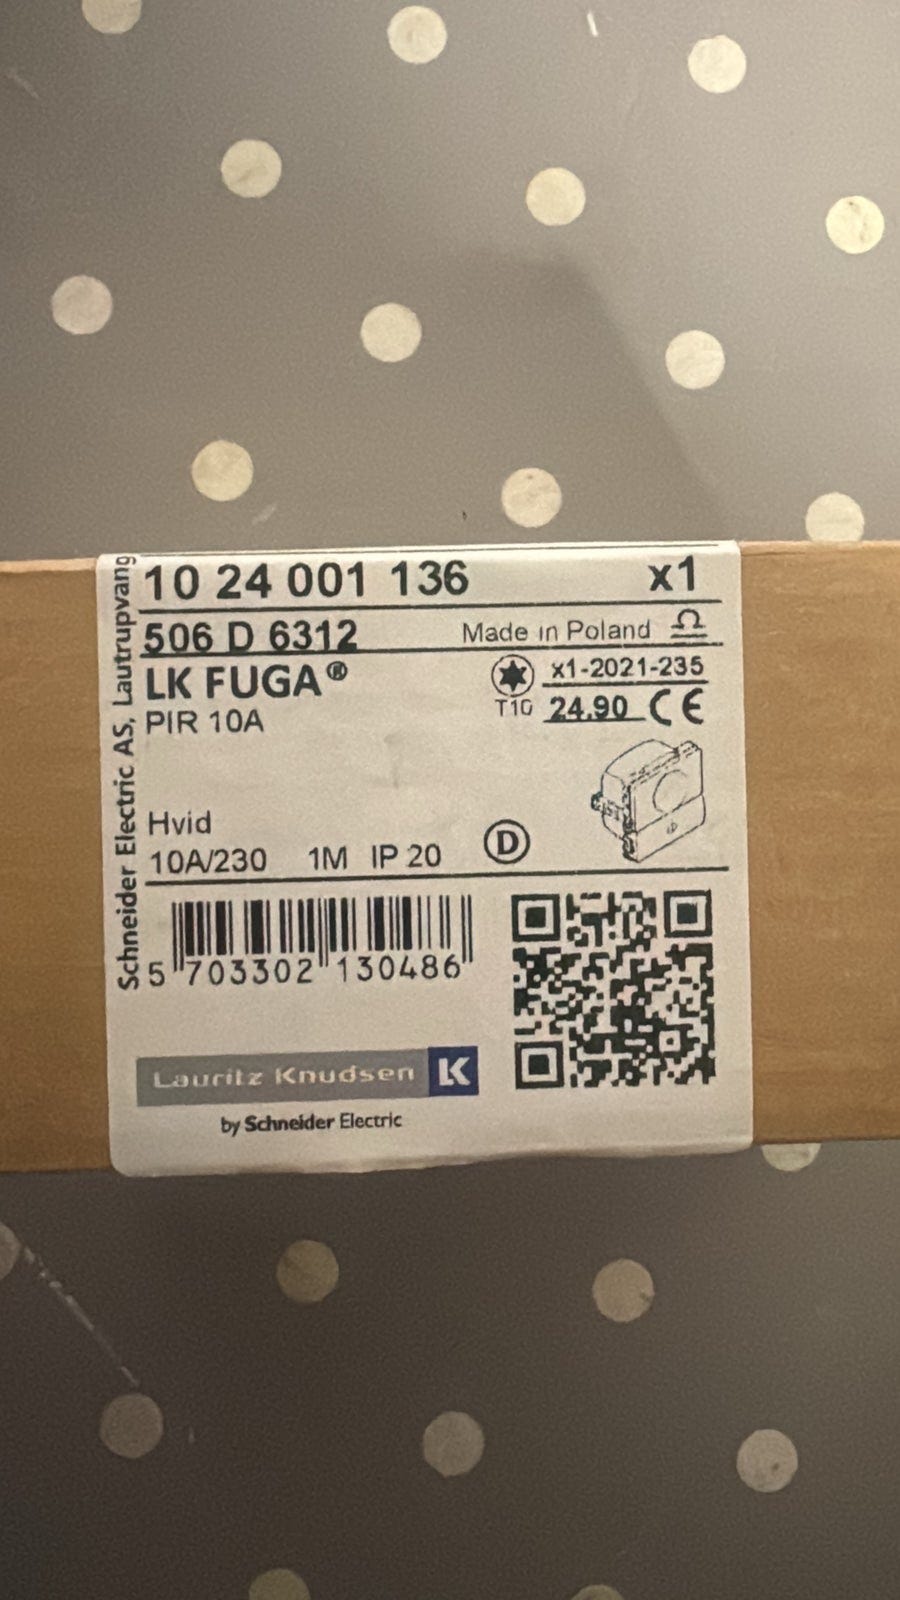 10 24 001 136 x1
506 D 6312 Made in Poland
LK FUGA® x1-2021-235
PIR 10A T10 24.90 CE
Hvid
10A/230 1M IP 20 D
5 703302 130486
Lauritz Knudsen LK
by Schneider Electric
Schneider Electric AS, Lautrupvang